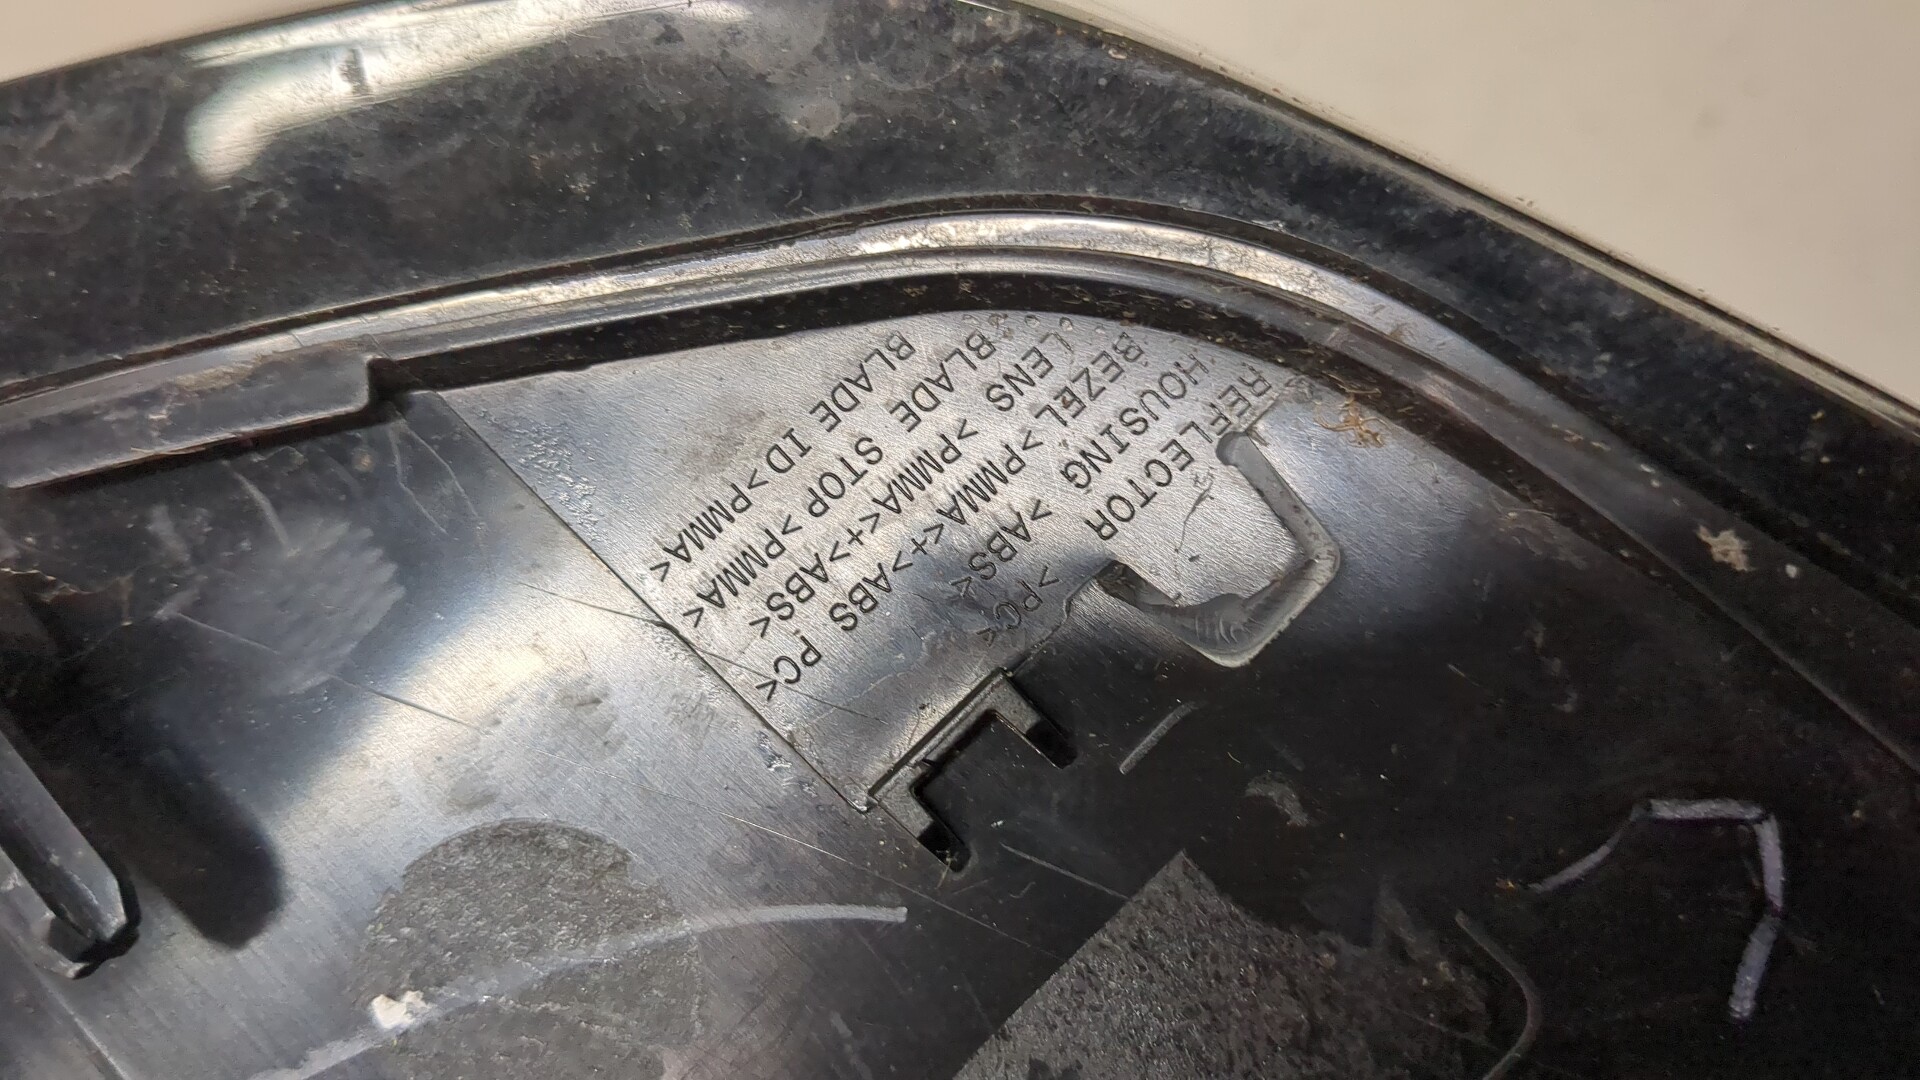 REFLECTOR >PC<
HOUSING >ABS<
BEZEL >PMMA<+>ABS PC<
LENS >PMMA<+>ABS<
BLADE STOP >PMMA<
BLADE ID>PMMA<